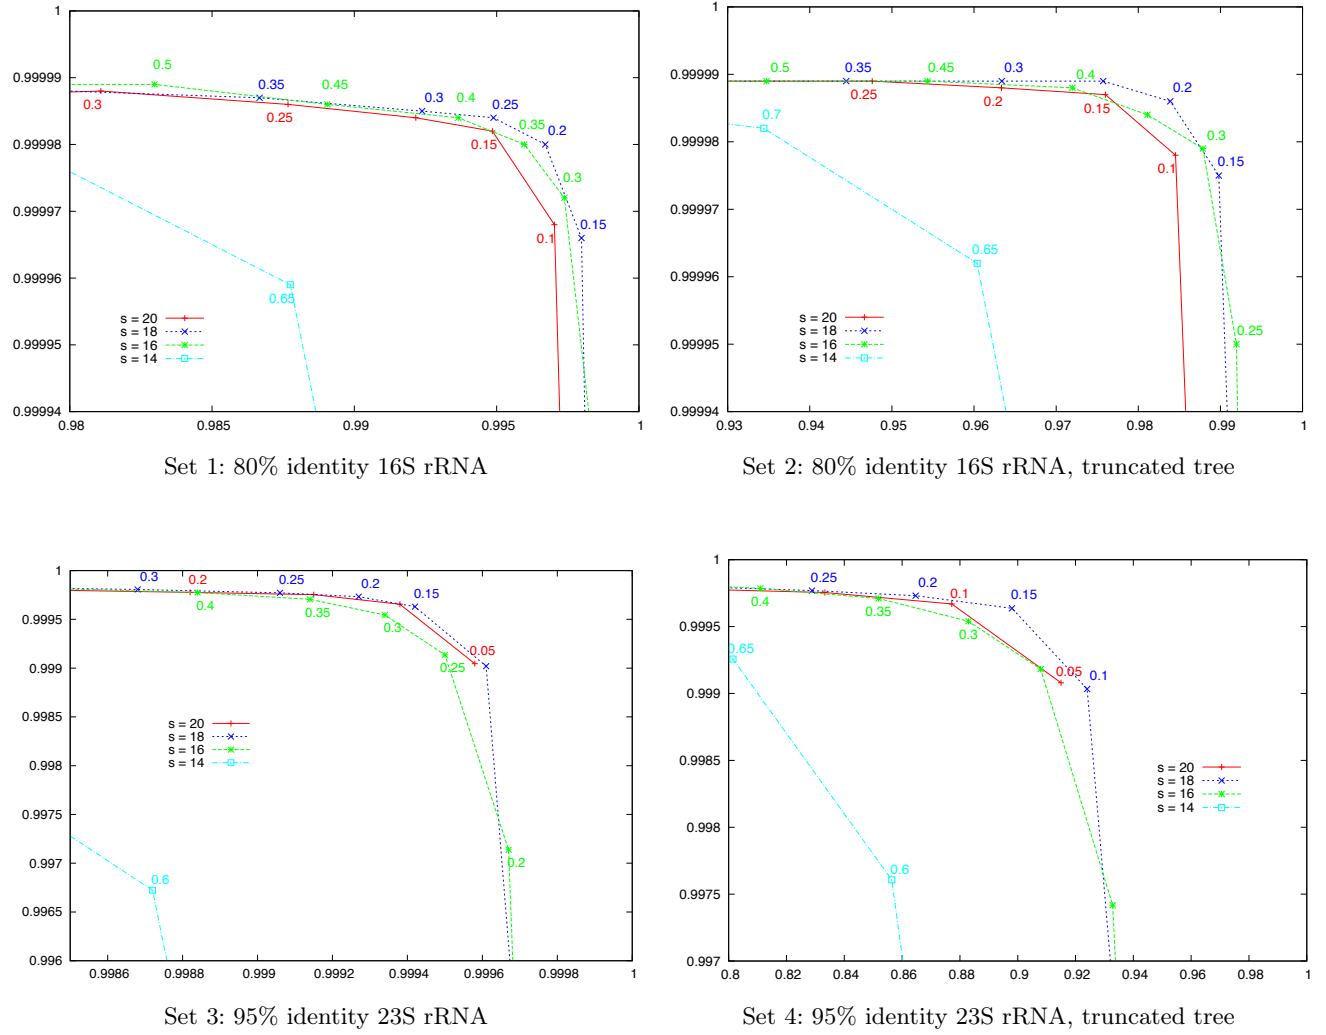 1
0.99999
0.99998
0.99997
0.99996
0.99995
0.99994
0.98 0.985 0.99 0.995 1
0.5
0.35 0.45
0.3 0.4 0.25
0.3 0.25 0.15 0.35 0.2
0.3
0.15
0.1
0.65
s = 20
s = 18
s = 16
s = 14
Set 1: 80% identity 16S rRNA
1
0.99999
0.99998
0.99997
0.99996
0.99995
0.99994
0.93 0.94 0.95 0.96 0.97 0.98 0.99 1
0.5 0.35 0.45 0.3 0.4
0.25 0.2 0.15 0.2
0.7
0.3
0.1 0.15
0.65
0.25
s = 20
s = 18
s = 16
s = 14
Set 2: 80% identity 16S rRNA, truncated tree
1
0.9995
0.999
0.9985
0.998
0.9975
0.997
0.9965
0.996
0.9986 0.9988 0.999 0.9992 0.9994 0.9996 0.9998 1
0.3 0.2 0.25 0.2 0.15
0.4 0.35 0.3
0.05
0.25
0.2
0.6
s = 20
s = 18
s = 16
s = 14
Set 3: 95% identity 23S rRNA
1
0.9995
0.999
0.9985
0.998
0.9975
0.997
0.8 0.82 0.84 0.86 0.88 0.9 0.92 0.94 0.96 0.98 1
0.25 0.2 0.1 0.15
0.4 0.35 0.3
0.65 0.05 0.1
0.6
s = 20
s = 18
s = 16
s = 14
Set 4: 95% identity 23S rRNA, truncated tree